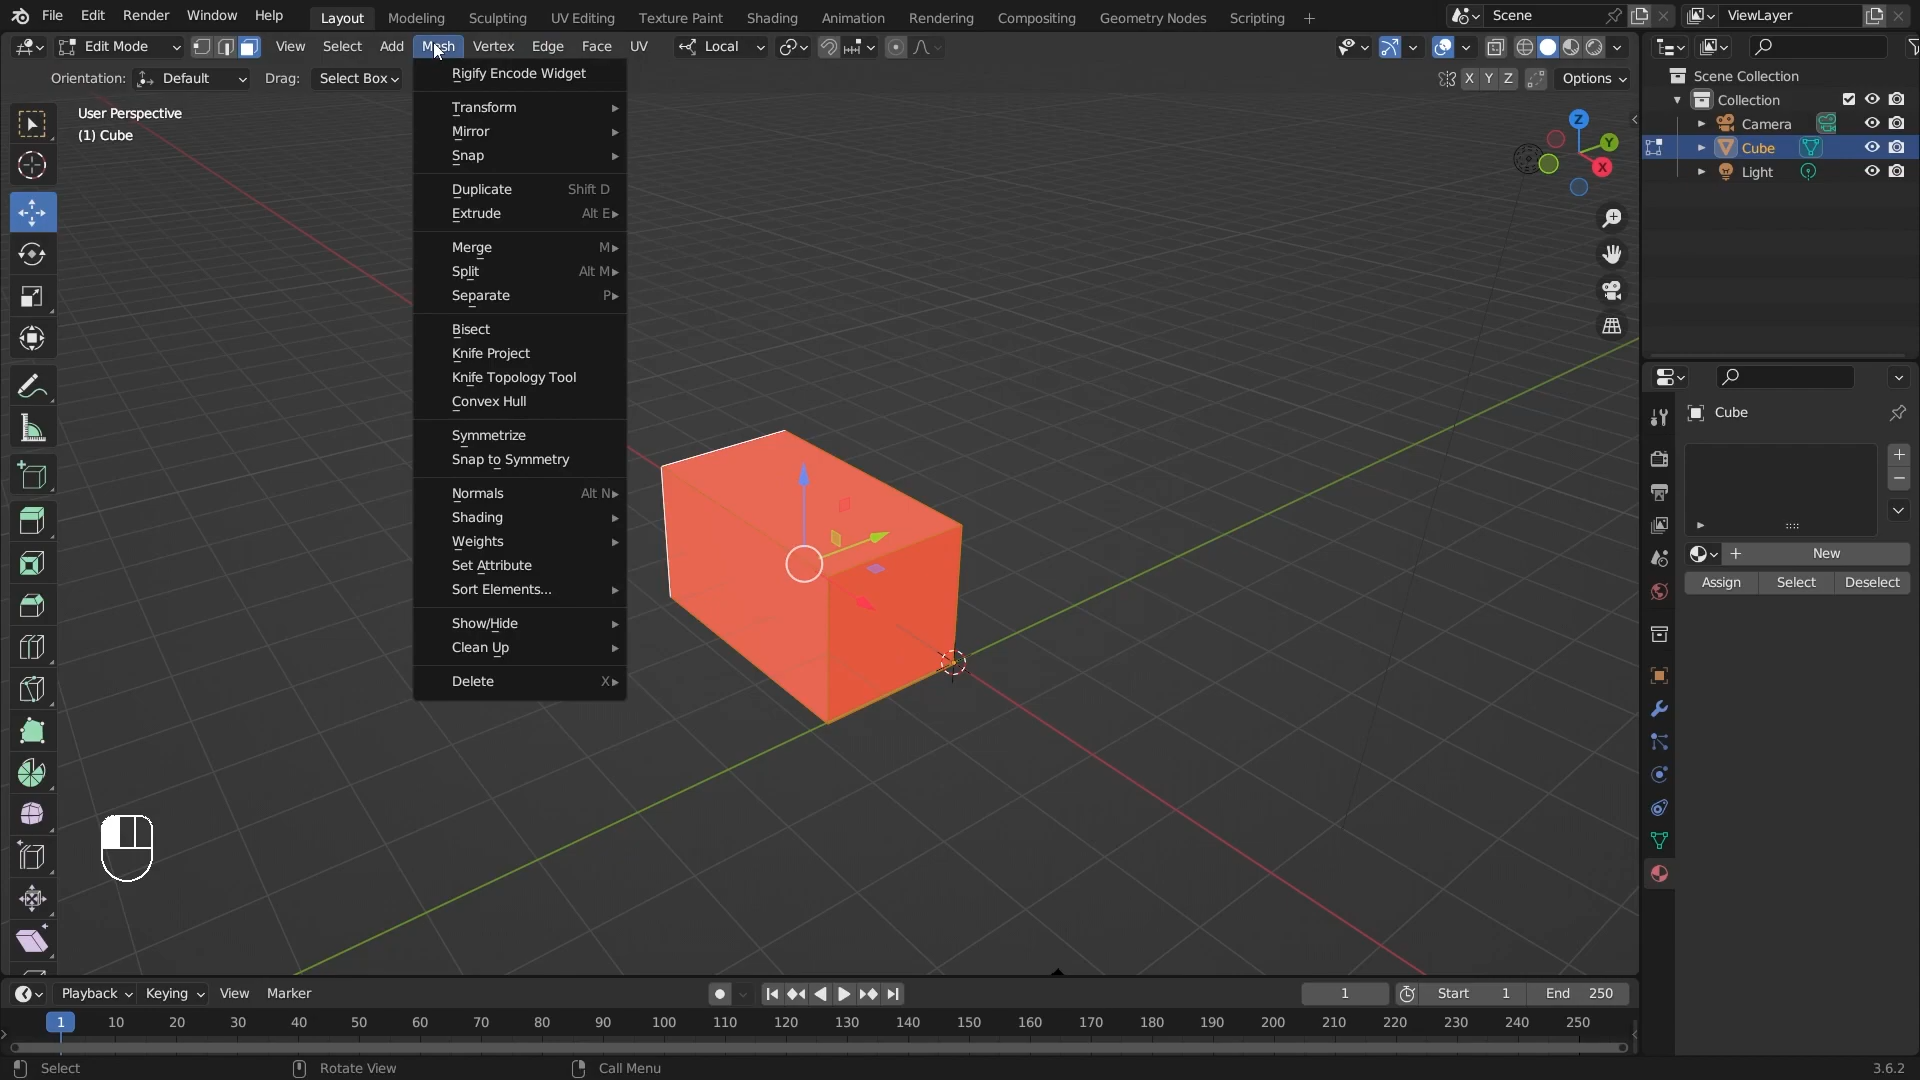 File Edit Render Window Help Layout Modeling Sculpting UV Editing Texture Paint Shading Animation Rendering Compositing Geometry Nodes Scripting + Scene ViewLayer
Edit Mode View Select Add Mesh Vertex Edge Face UV Local
Orientation: Default Drag: Select Box X Y Z Options
User Perspective
(1) Cube
Rigify Encode Widget
Transform
Mirror
Snap
Duplicate Shift D
Extrude Alt E
Merge M
Split Alt M
Separate P
Bisect
Knife Project
Knife Topology Tool
Convex Hull
Symmetrize
Snap to Symmetry
Normals Alt N
Shading
Weights
Set Attribute
Sort Elements...
Show/Hide
Clean Up
Delete X
Z
Y
X
Scene Collection
Collection
Camera
Cube
Light
Cube
New
Assign Select Deselect
Playback Keying View Marker 1 Start 1 End 250
1 10 20 30 40 50 60 70 80 90 100 110 120 130 140 150 160 170 180 190 200 210 220 230 240 250
Select Rotate View Call Menu 3.6.2